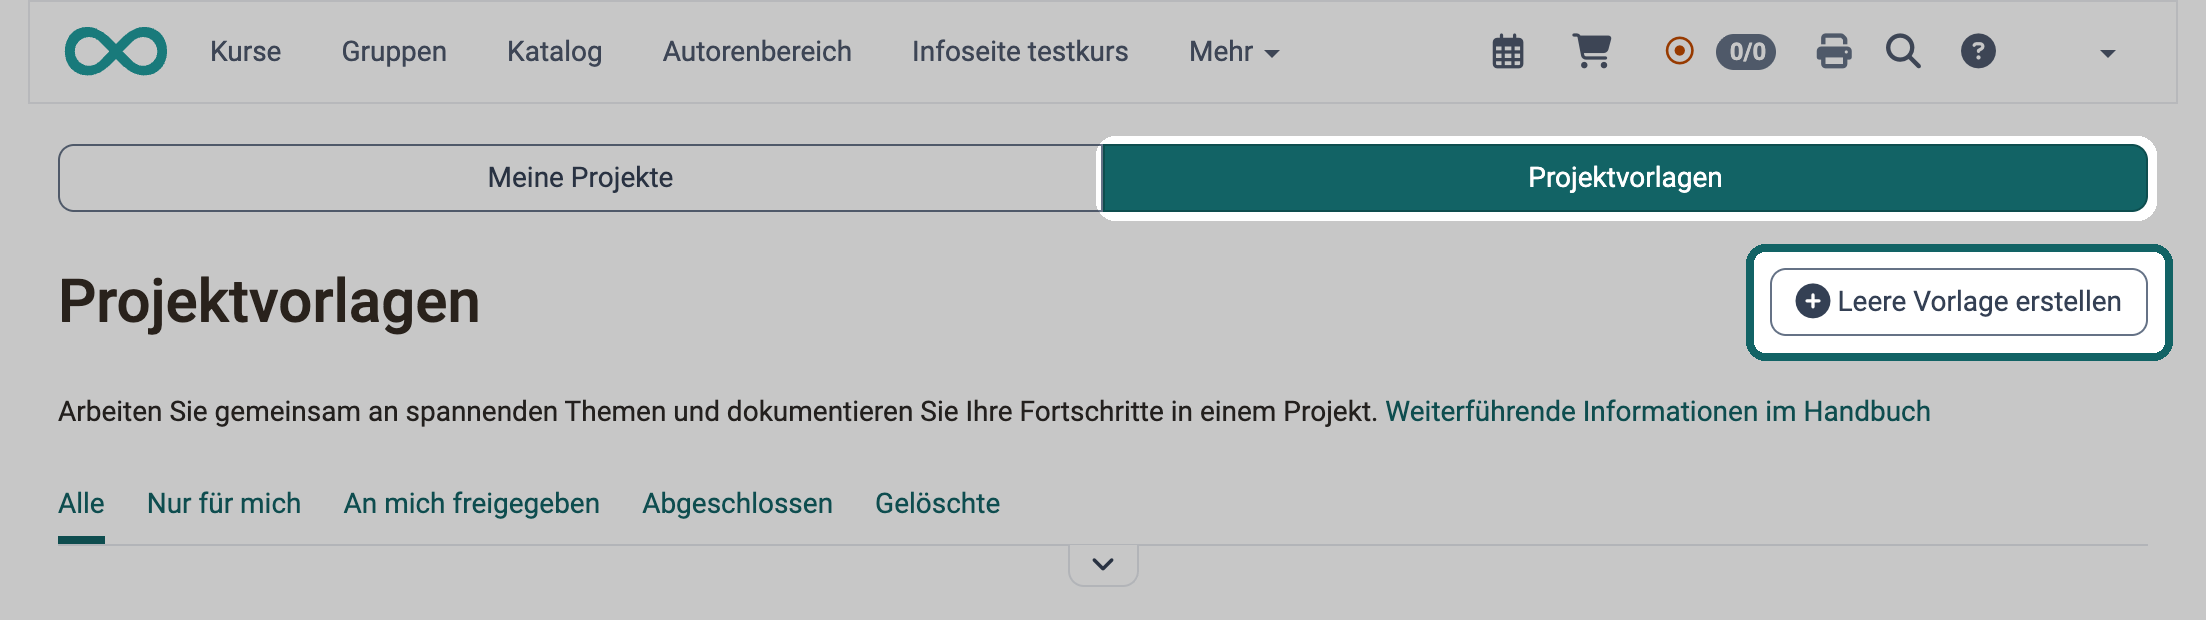 Kurse Gruppen Katalog Autorenbereich Infoseite testkurs Mehr 0/0 ?
Meine Projekte Projektvorlagen
Projektvorlagen
Leere Vorlage erstellen
Arbeiten Sie gemeinsam an spannenden Themen und dokumentieren Sie Ihre Fortschritte in einem Projekt. Weiterführende Informationen im Handbuch
Alle Nur für mich An mich freigegeben Abgeschlossen Gelöschte